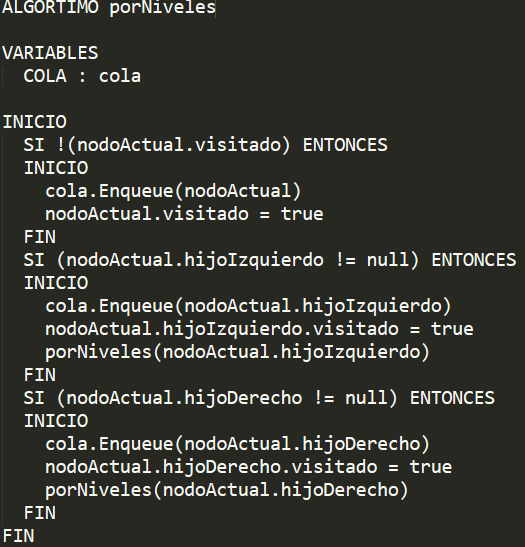 ALGORTIMO porNiveles
VARIABLES
COLA : cola
INICIO
SI !(nodoActual.visitado) ENTONCES
INICIO
cola.Enqueue(nodoActual)
nodoActual.visitado = true
FIN
SI (nodoActual.hijoIzquierdo != null) ENTONCES
INICIO
cola.Enqueue(nodoActual.hijoIzquierdo)
nodoActual.hijoIzquierdo.visitado = true
porNiveles(nodoActual.hijoIzquierdo)
FIN
SI (nodoActual.hijoDerecho != null) ENTONCES
INICIO
cola.Enqueue(nodoActual.hijoDerecho)
nodoActual.hijoDerecho.visitado = true
porNiveles(nodoActual.hijoDerecho)
FIN
FIN